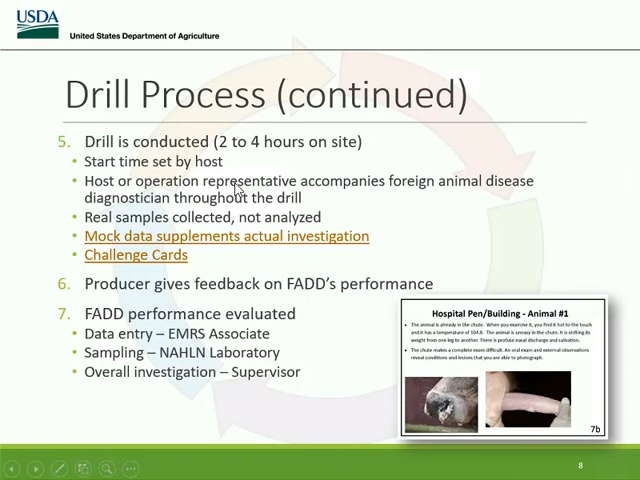 USDA
United States Department of Agriculture
Drill Process (continued)
5. Drill is conducted (2 to 4 hours on site)
• Start time set by host
• Host or operation representative accompanies foreign animal disease
diagnostician throughout the drill
• Real samples collected, not analyzed
• Mock data supplements actual investigation
• Challenge Cards
6. Producer gives feedback on FADD's performance
7. FADD performance evaluated
• Data entry – EMRS Associate
• Sampling – NAHLN Laboratory
• Overall investigation – Supervisor
Hospital Pen/Building - Animal #1
• The animal is already in the chute. When you examine it, you find it hot to the touch
and it has a temperature of 104.8. The animal is uneasy in the chute. It is shifting its
weight from one leg to another. There is profuse nasal discharge and salivation.
• The chute makes a complete exam difficult. An oral exam and external observations
reveal conditions and lesions that you are able to photograph.
7b
8